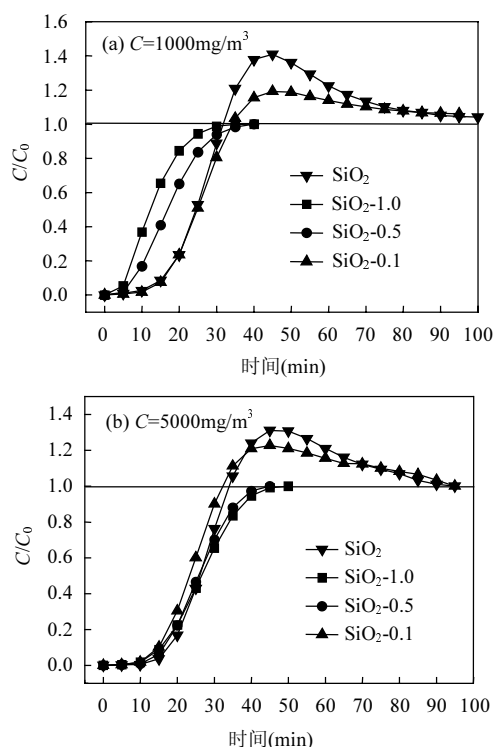 (a) C=1000mg/m³
C/C₀
1.6
1.4
1.2
1.0
0.8
0.6
0.4
0.2
0.0
SiO₂
SiO₂-1.0
SiO₂-0.5
SiO₂-0.1
0 10 20 30 40 50 60 70 80 90 100
时间(min)
(b) C=5000mg/m³
C/C₀
1.4
1.2
1.0
0.8
0.6
0.4
0.2
0.0
SiO₂
SiO₂-1.0
SiO₂-0.5
SiO₂-0.1
0 10 20 30 40 50 60 70 80 90 100
时间(min)